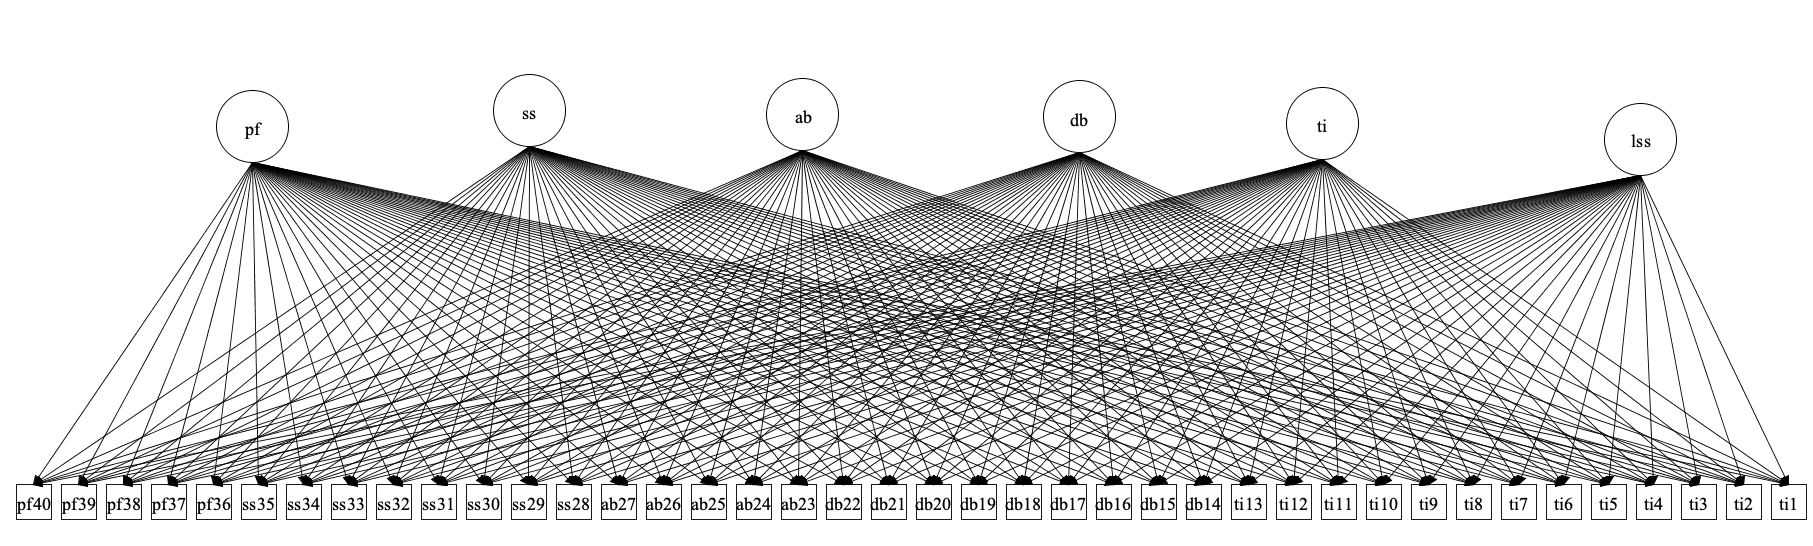 pf ss ab db ti lss
pf40 pf39 pf38 pf37 pf36 ss35 ss34 ss33 ss32 ss31 ss30 ss29 ss28 ab27 ab26 ab25 ab24 ab23 db22 db21 db20 db19 db18 db17 db16 db15 db14 ti13 ti12 ti11 ti10 ti9 ti8 ti7 ti6 ti5 ti4 ti3 ti2 ti1